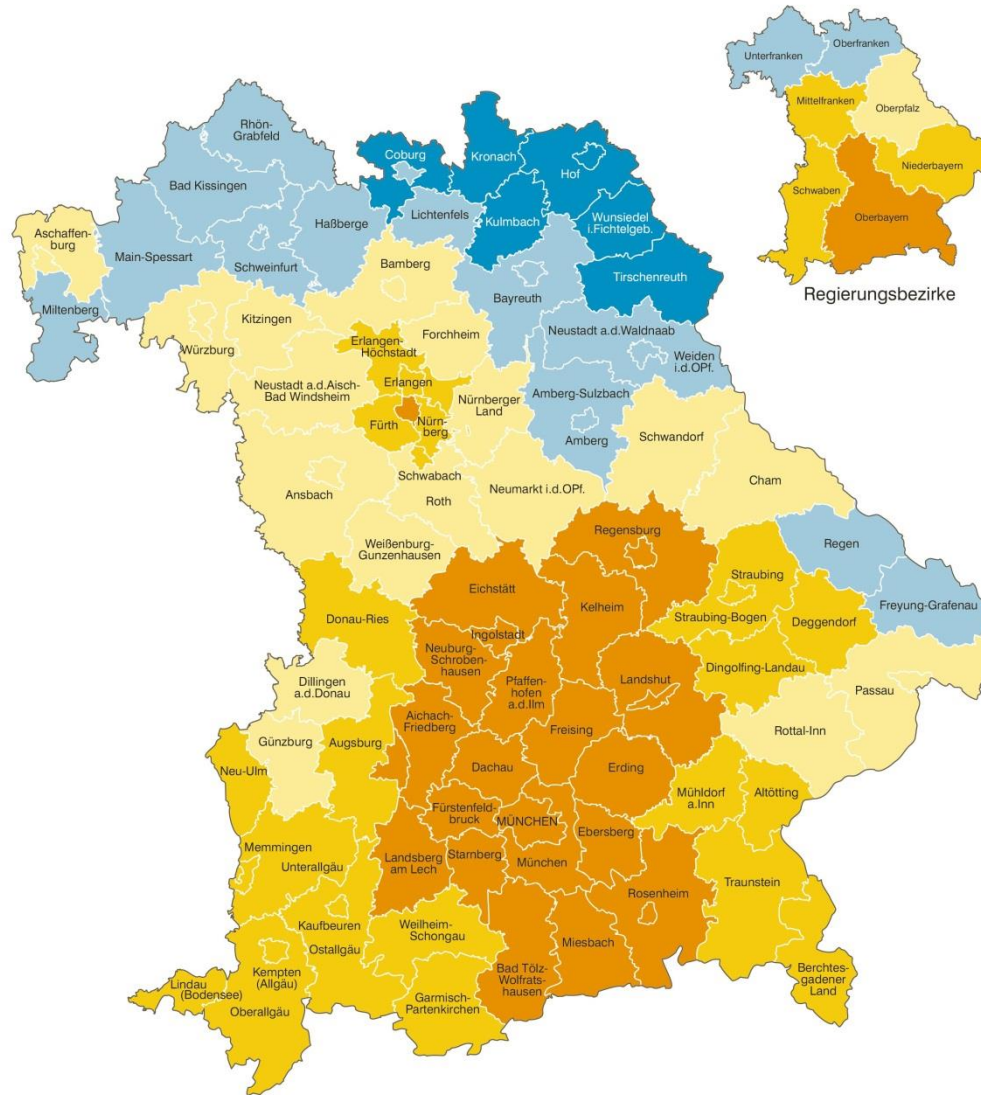 Unterfranken
Oberfranken
Mittelfranken
Oberpfalz
Niederbayern
Schwaben
Oberbayern
Regierungsbezirke
Rhön-
Grabfeld
Coburg
Kronach
Hof
Bad Kissingen
Lichtenfels
Kulmbach
Wunsiedel
i.Fichtelgeb.
Haßberge
Aschaffen-
burg
Main-Spessart
Schweinfurt
Bamberg
Tirschenreuth
Bayreuth
Miltenberg
Kitzingen
Forchheim
Neustadt a.d.Waldnaab
Würzburg
Erlangen-
Höchstadt
Weiden
i.d.OPf.
Neustadt a.d.Aisch-
Bad Windsheim
Erlangen
Nürnberger
Land
Amberg-Sulzbach
Fürth
Nürn-
berg
Amberg
Schwandorf
Schwabach
Ansbach
Roth
Neumarkt i.d.OPf.
Cham
Weißenburg-
Gunzenhausen
Regensburg
Regen
Eichstätt
Kelheim
Straubing
Freyung-Grafenau
Donau-Ries
Straubing-Bogen
Deggendorf
Ingolstadt
Neuburg-
Schroben-
hausen
Dingolfing-Landau
Dillingen
a.d.Donau
Pfaffen-
hofen
a.d.Ilm
Landshut
Passau
Aichach-
Friedberg
Rottal-Inn
Günzburg
Augsburg
Freising
Neu-Ulm
Dachau
Erding
Mühldorf
a.Inn
Altötting
Fürstenfeld-
bruck
MÜNCHEN
Ebersberg
Memmingen
Unterallgäu
Landsberg
am Lech
Starnberg
München
Traunstein
Rosenheim
Kaufbeuren
Ostallgäu
Weilheim-
Schongau
Miesbach
Bad Tölz-
Wolfrats-
hausen
Berchtes-
gadener
Land
Lindau
(Bodensee)
Kempten
(Allgäu)
Oberallgäu
Garmisch-
Partenkirchen